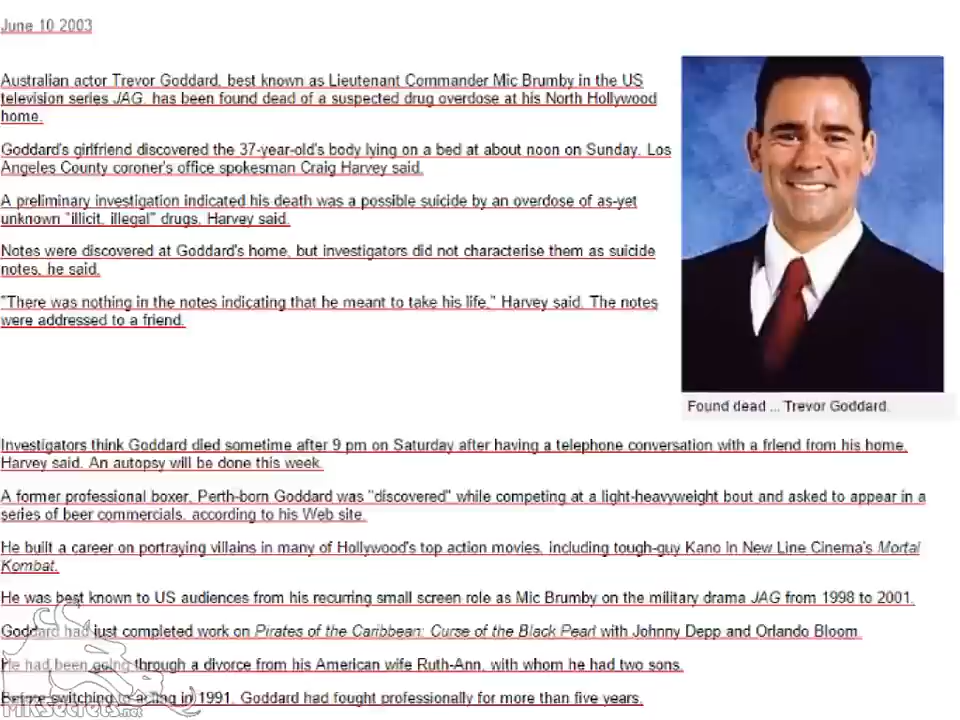 June 10 2003
Australian actor Trevor Goddard, best known as Lieutenant Commander Mic Brumby in the US
television series JAG, has been found dead of a suspected drug overdose at his North Hollywood
home.
Goddard's girlfriend discovered the 37-year-old's body lying on a bed at about noon on Sunday, Los
Angeles County coroner's office spokesman Craig Harvey said.
A preliminary investigation indicated his death was a possible suicide by an overdose of as-yet
unknown "illicit, illegal" drugs, Harvey said.
Notes were discovered at Goddard's home, but investigators did not characterise them as suicide
notes, he said.
"There was nothing in the notes indicating that he meant to take his life," Harvey said. The notes
were addressed to a friend.
Found dead ... Trevor Goddard.
Investigators think Goddard died sometime after 9 pm on Saturday after having a telephone conversation with a friend from his home,
Harvey said. An autopsy will be done this week.
A former professional boxer, Perth-born Goddard was "discovered" while competing at a light-heavyweight bout and asked to appear in a
series of beer commercials, according to his Web site.
He built a career on portraying villains in many of Hollywood's top action movies, including tough-guy Kano In New Line Cinema's Mortal
Kombat.
He was best known to US audiences from his recurring small screen role as Mic Brumby on the military drama JAG from 1998 to 2001.
Goddard had just completed work on Pirates of the Caribbean: Curse of the Black Pearl with Johnny Depp and Orlando Bloom.
He had been going through a divorce from his American wife Ruth-Ann, with whom he had two sons.
Before switching to acting in 1991, Goddard had fought professionally for more than five years.
MKSecrets.net